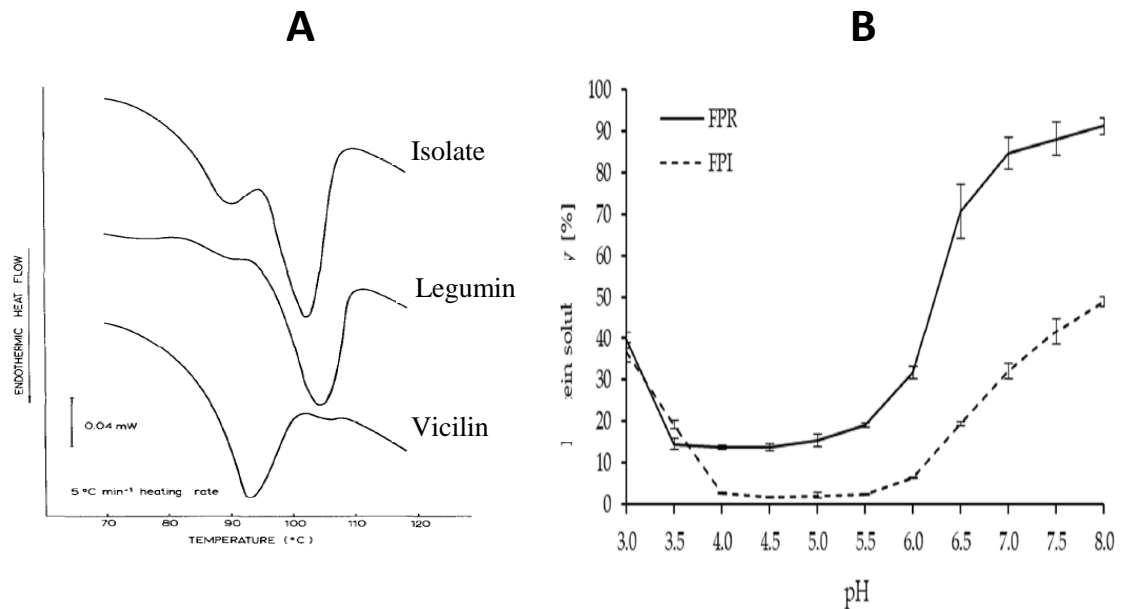 A
B
Isolate
Legumin
Vicilin
ENDOTHERMIC HEAT FLOW
0.04 mW
5 °C min⁻¹ heating rate
70 80 90 100 110 120
TEMPERATURE (°C)
FPR
FPI
100
90
80
70
60
50
40
30
20
10
0
[%]
3.0 3.5 4.0 4.5 5.0 5.5 6.0 6.5 7.0 7.5 8.0
pH